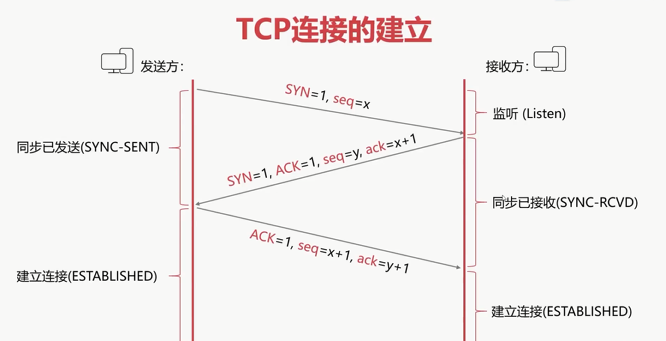 TCP连接的建立
发送方：
接收方：
SYN=1, seq=x
监听 (Listen)
同步已发送(SYNC-SENT)
SYN=1, ACK=1, seq=y, ack=x+1
同步已接收(SYNC-RCVD)
ACK=1, seq=x+1, ack=y+1
建立连接(ESTABLISHED)
建立连接(ESTABLISHED)